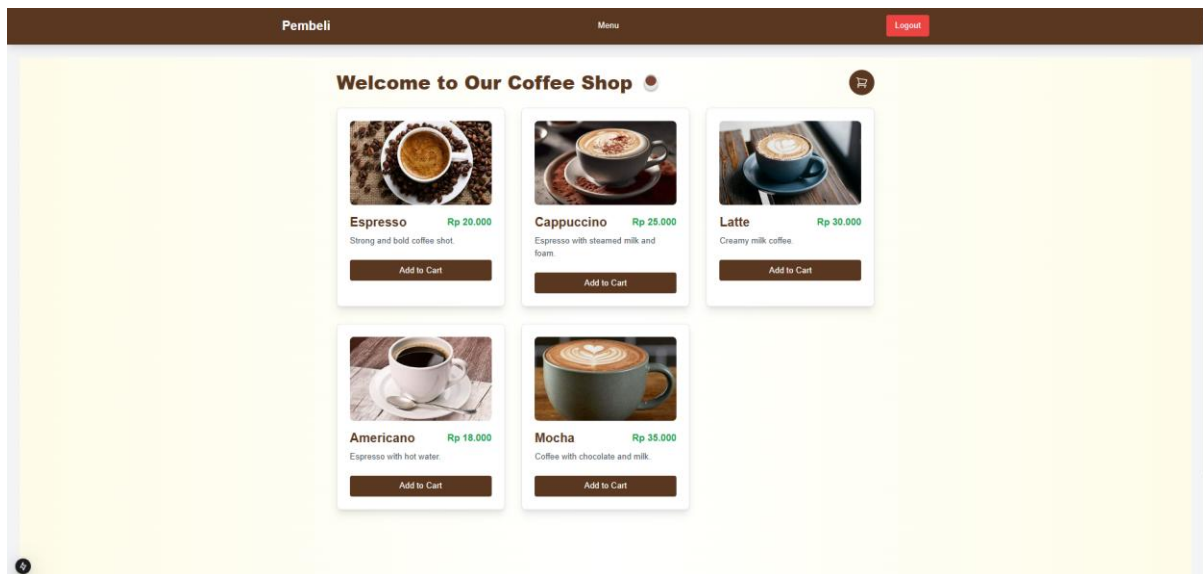 Pembeli
Menu
Logout
Welcome to Our Coffee Shop
Espresso Rp 20.000
Strong and bold coffee shot.
Add to Cart
Cappuccino Rp 25.000
Espresso with steamed milk and
foam.
Add to Cart
Latte Rp 30.000
Creamy milk coffee.
Add to Cart
Americano Rp 18.000
Espresso with hot water.
Add to Cart
Mocha Rp 35.000
Coffee with chocolate and milk.
Add to Cart